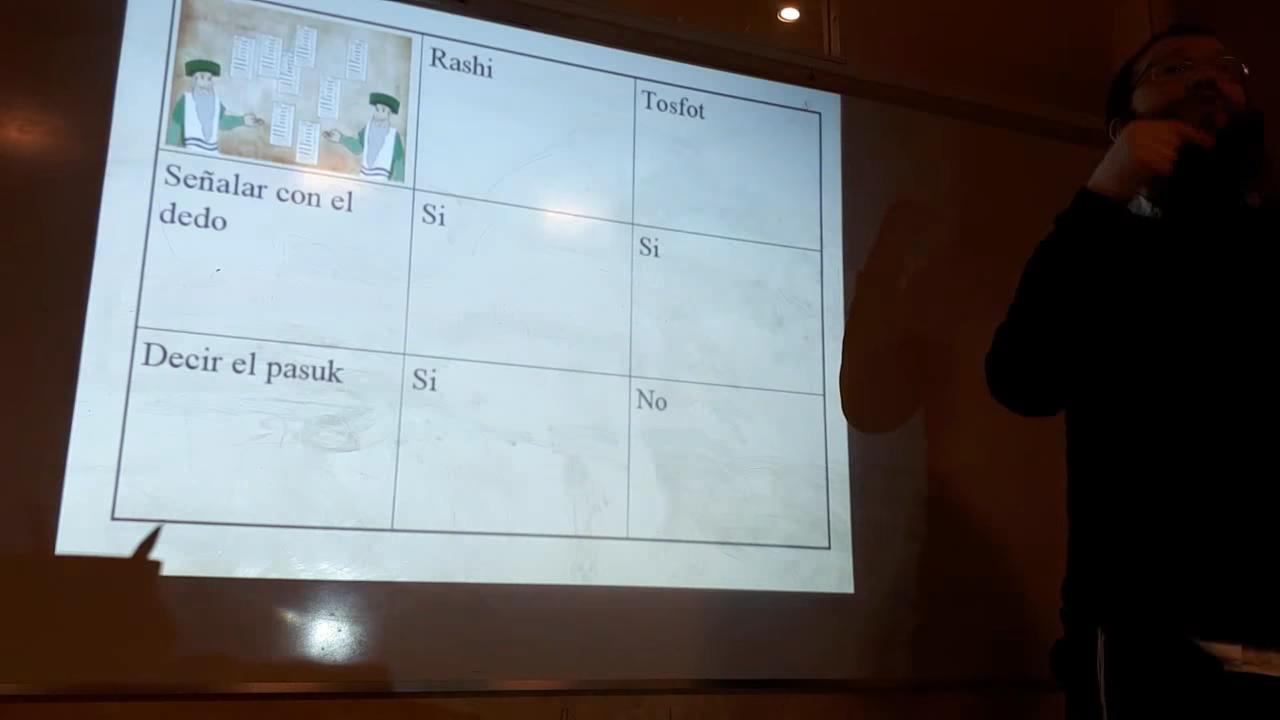 Rashi
Tosfot
Señalar con el
dedo
Si
Si
Decir el pasuk
Si
No